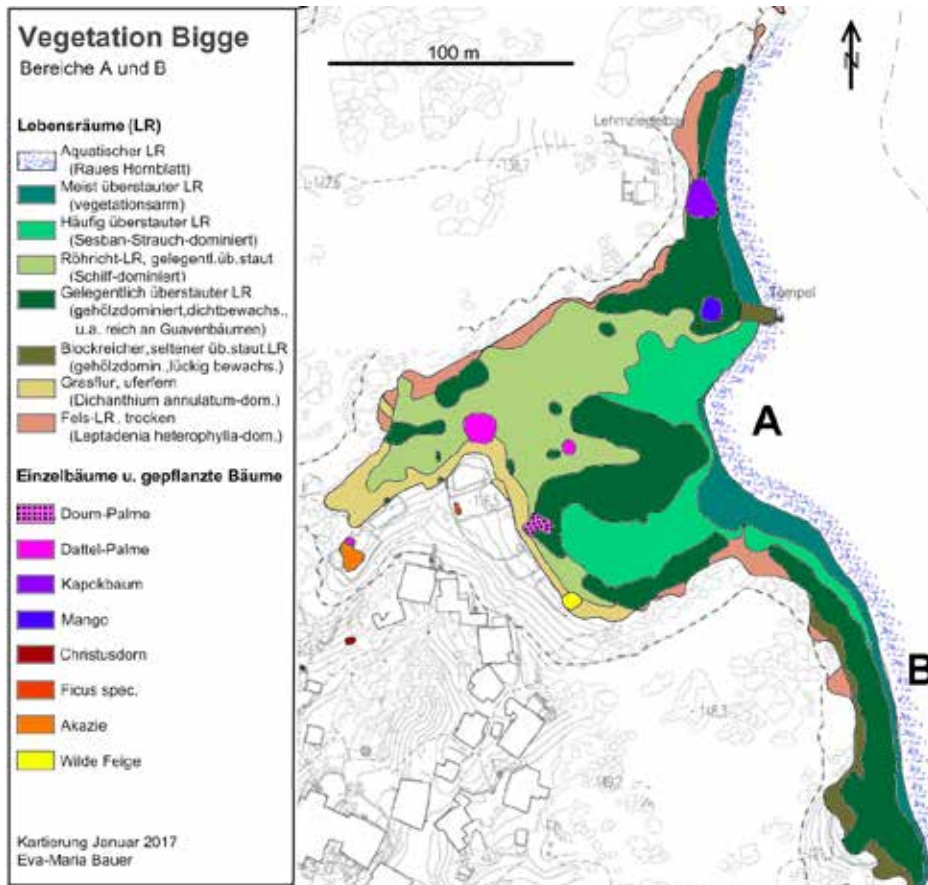 Vegetation Bigge
Bereiche A und B
Lebensräume (LR)
Aquatischer LR
(Raues Hornblatt)
Meist überstauter LR
(vegetationsarm)
Häufig überstauter LR
(Sesban-Strauch-dominiert)
Röhricht-LR, gelegentl.üb.staut
(Schilf-dominiert)
Gelegentlich überstauter LR
(gehölzdominiert,dichtbewachs.,
u.a. reich an Guavenbäumen)
Blockreicher,seltener üb.staut.LR
(gehölzdomin.,lückig bewachs.)
Grasflur, uferfern
(Dichanthium annulatum-dom.)
Fels-LR, trocken
(Leptadenia heterophylla-dom.)
Einzelbäume u. gepflanzte Bäume
Doum-Palme
Dattel-Palme
Kapokbaum
Mango
Christusdorn
Ficus spec.
Akazie
Wilde Feige
Kartierung Januar 2017
Eva-Maria Bauer
100 m
N
Tempel
A
B